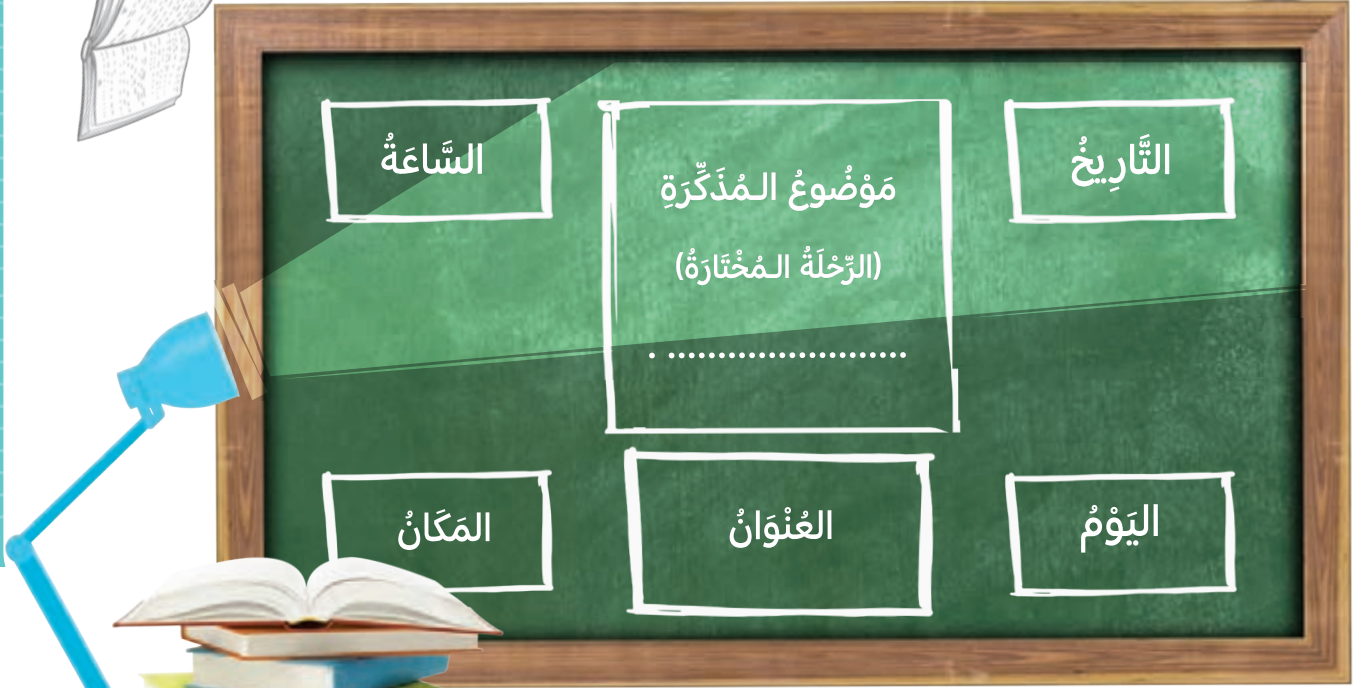 التَّارِيخُ
مَوْضُوعُ الـمُذَكِّرَةِ
(الرِّحْلَةُ الـمُخْتَارَةُ)
........................ .
السَّاعَةُ
اليَوْمُ
العُنْوَانُ
المَكَانُ